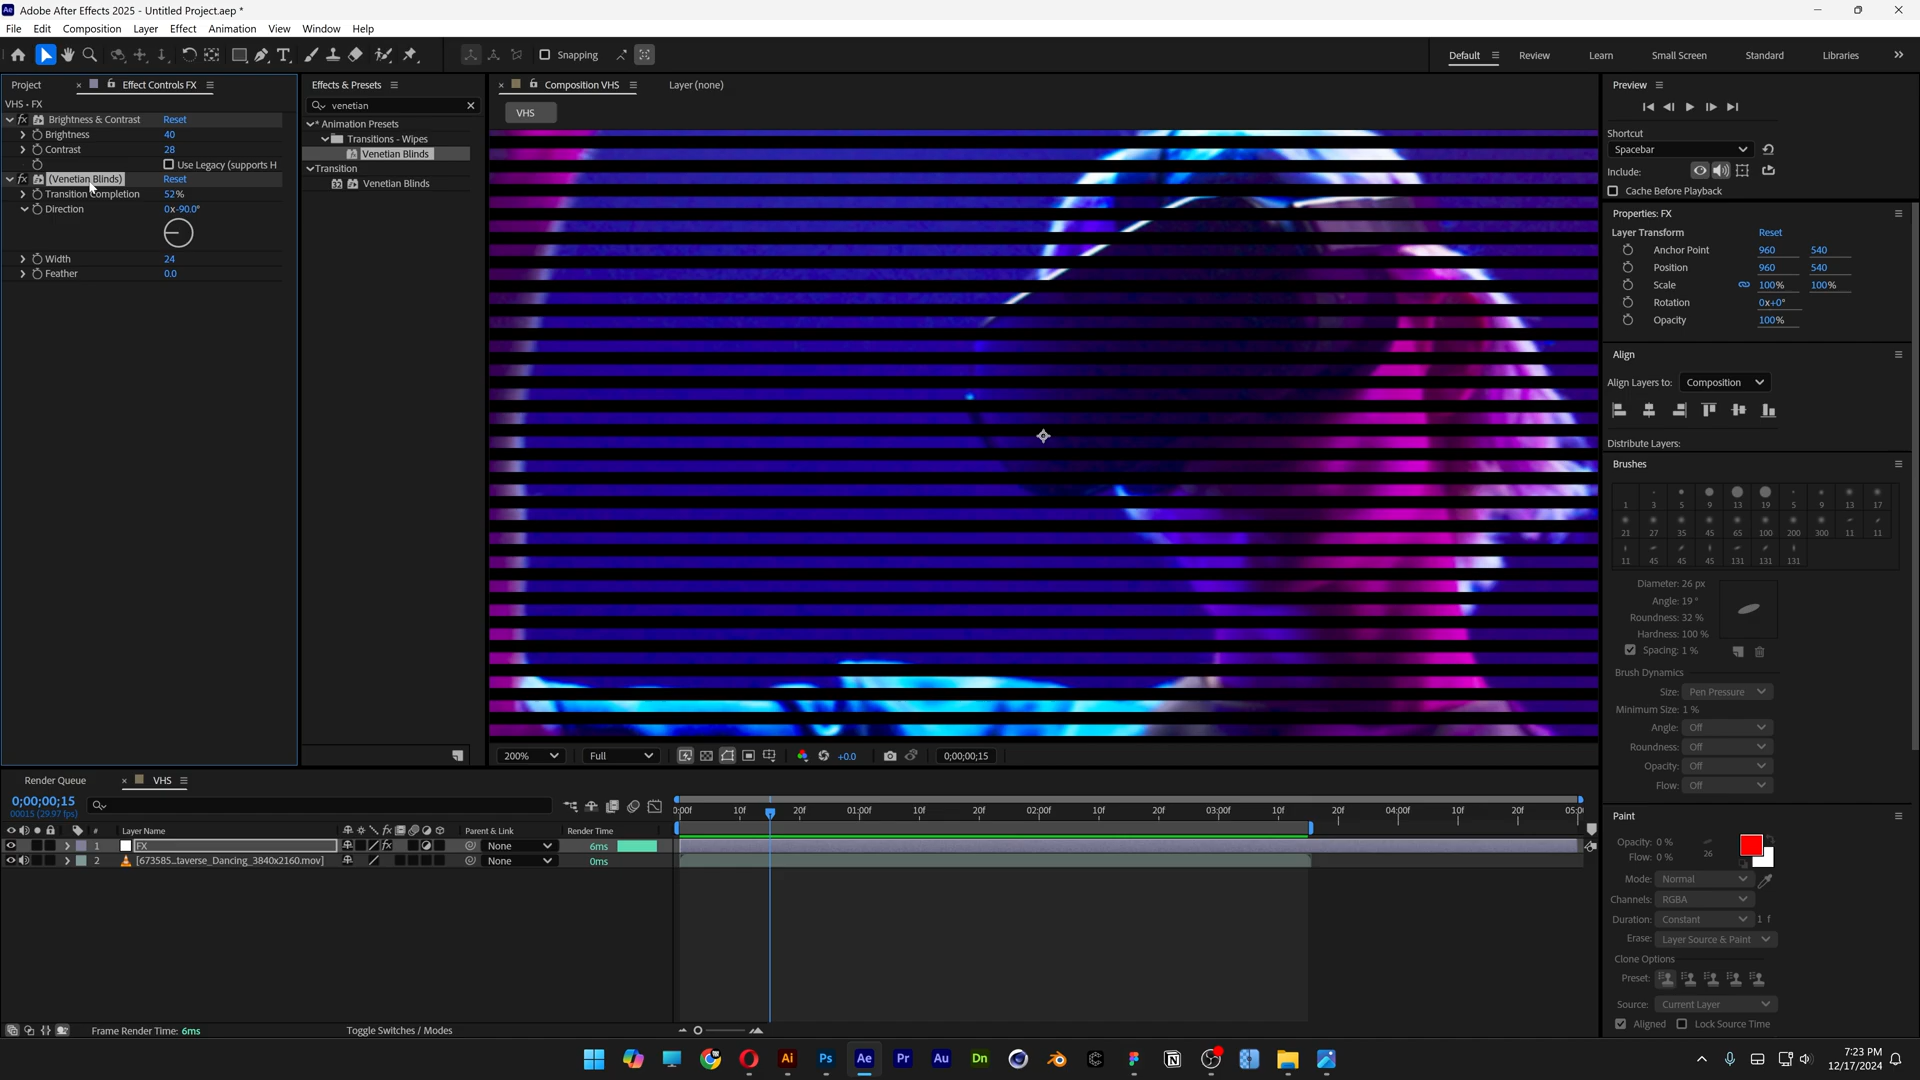 Adobe After Effects 2025 - Untitled Project.aep *
File Edit Composition Layer Effect Animation View Window Help
Snapping
Default Review Learn Small Screen Standard Libraries
Project
Effect Controls FX
VHS • FX
Brightness & Contrast Reset
Brightness 40
Contrast 28
Use Legacy (supports H
(Venetian Blinds) Reset
Transition Completion 52%
Direction 0x-90.0°
Width 24
Feather 0.0
Effects & Presets
venetian
* Animation Presets
Transitions - Wipes
Venetian Blinds
Transition
Venetian Blinds
Composition VHS
Layer (none)
VHS
200% Full +0.0 0;00;00;15
Preview
Shortcut
Spacebar
Include:
Cache Before Playback
Properties: FX
Layer Transform Reset
Anchor Point 960 540
Position 960 540
Scale 100% 100%
Rotation 0x+0°
Opacity 100%
Align
Align Layers to: Composition
Distribute Layers:
Brushes
1 3 5 9 13 19 5 9 13 17
21 27 35 45 65 100 200 300 11 11
11 45 45 45 131 131 131
Diameter: 26 px
Angle: 19 °
Roundness: 32 %
Hardness: 100 %
Spacing: 1 %
Brush Dynamics
Size: Pen Pressure
Minimum Size: 1 %
Angle: Off
Roundness: Off
Opacity: Off
Flow: Off
Paint
Opacity: 0 %
Flow: 0 %
26
Mode: Normal
Channels: RGBA
Duration: Constant 1 f
Erase: Layer Source & Paint
Clone Options
Preset:
Source: Current Layer
Aligned Lock Source Time
Render Queue
VHS
0;00;00;15
00015 (29.97 fps)
# Layer Name Parent & Link Render Time
1 FX None 6ms
2 [673585...taverse_Dancing_3840x2160.mov] None 0ms
0:00f 10f 20f 01:00f 10f 20f 02:00f 10f 20f 03:00f 10f 20f 04:00f 10f 20f 05:0
Frame Render Time: 6ms
Toggle Switches / Modes
Ai Ps Ae Pr Au Dn
7:23 PM
12/17/2024